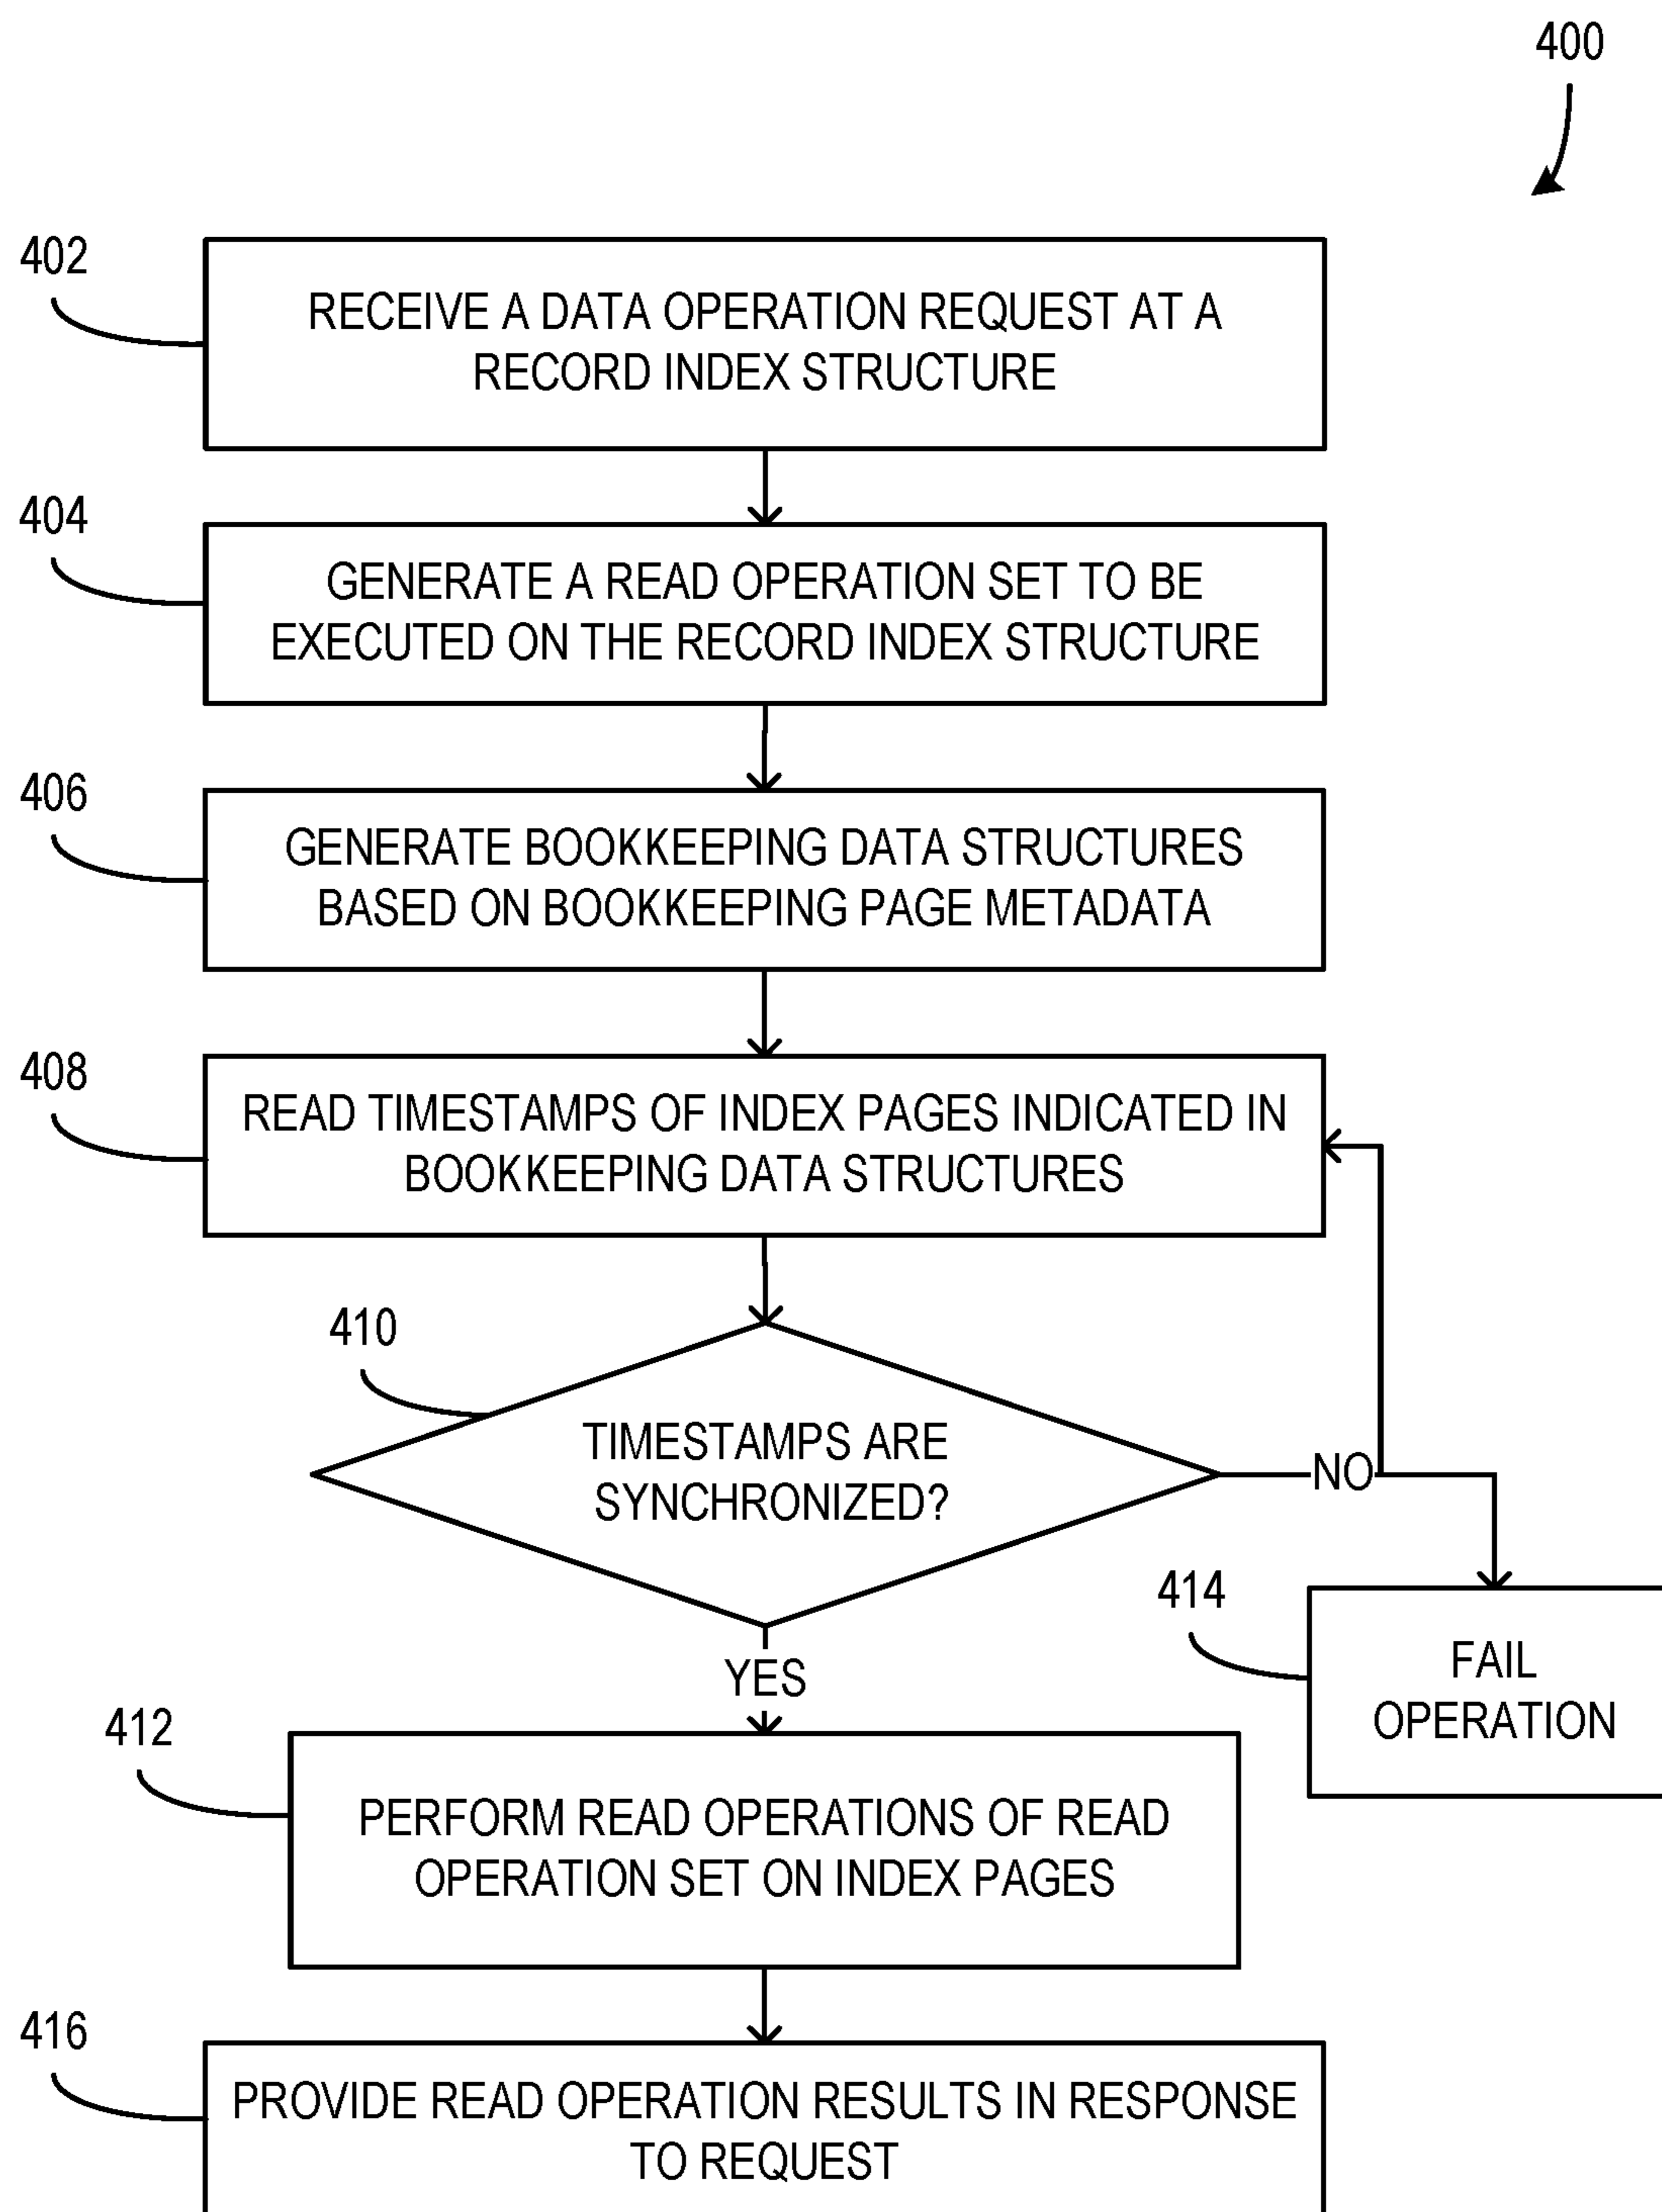 400
402
RECEIVE A DATA OPERATION REQUEST AT A
RECORD INDEX STRUCTURE
404
GENERATE A READ OPERATION SET TO BE
EXECUTED ON THE RECORD INDEX STRUCTURE
406
GENERATE BOOKKEEPING DATA STRUCTURES
BASED ON BOOKKEEPING PAGE METADATA
408
READ TIMESTAMPS OF INDEX PAGES INDICATED IN
BOOKKEEPING DATA STRUCTURES
410
TIMESTAMPS ARE
SYNCHRONIZED?
NO
YES
414
FAIL
OPERATION
412
PERFORM READ OPERATIONS OF READ
OPERATION SET ON INDEX PAGES
416
PROVIDE READ OPERATION RESULTS IN RESPONSE
TO REQUEST